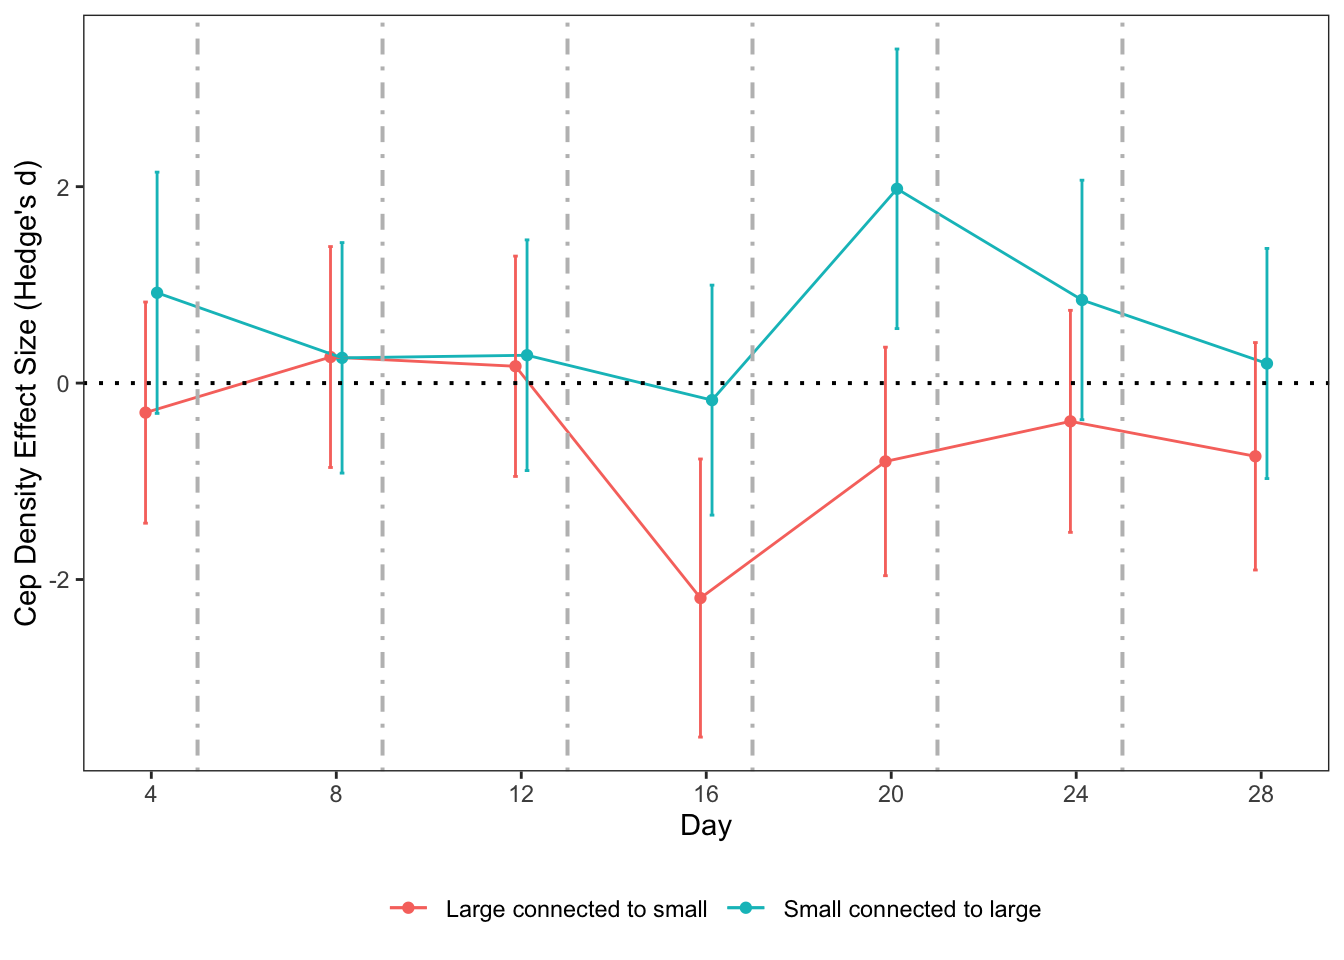 Cep Density Effect Size (Hedge's d)
2
0
-2
4 8 12 16 20 24 28
Day
Large connected to small Small connected to large